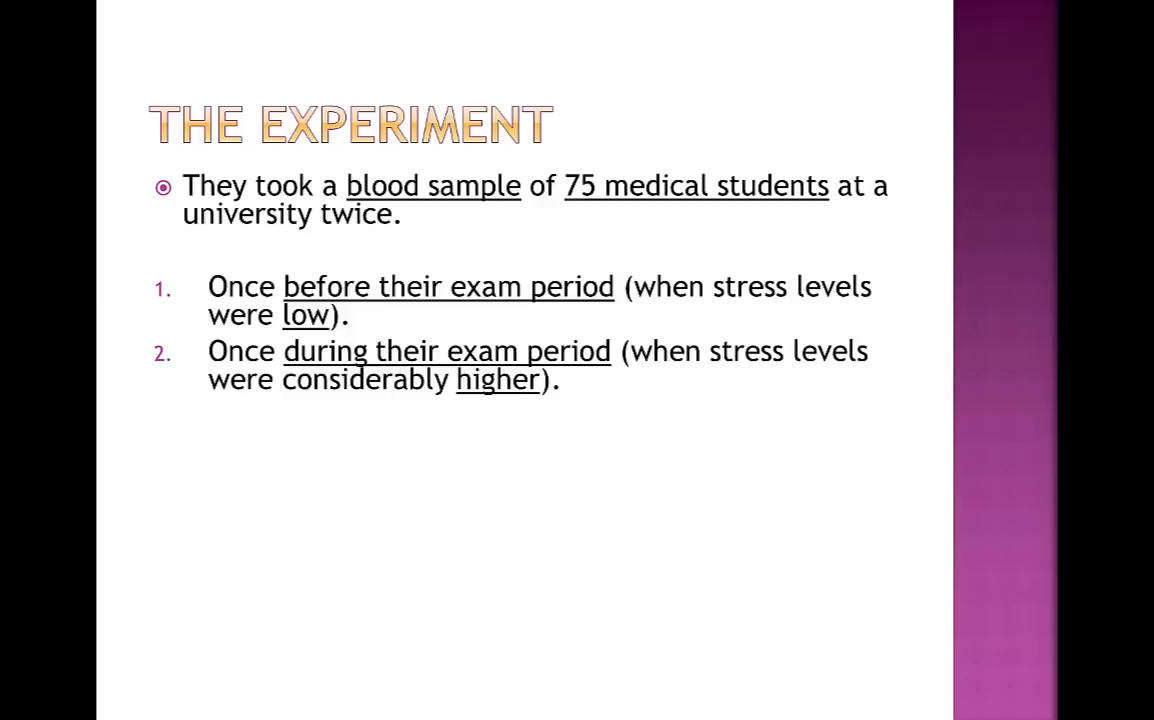 THE EXPERIMENT
They took a blood sample of 75 medical students at a
university twice.
1. Once before their exam period (when stress levels
were low).
2. Once during their exam period (when stress levels
were considerably higher).